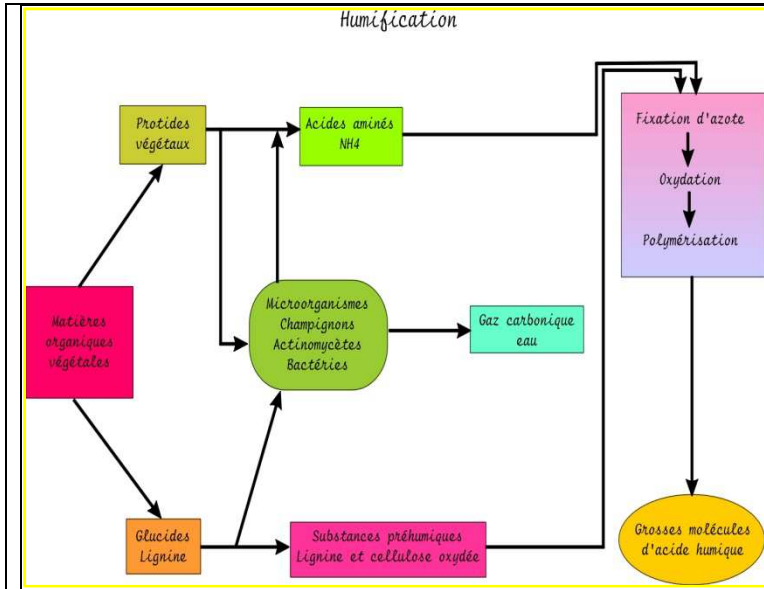 Humification
Protides
végétaux
Acides aminés
NH4
Fixation d'azote
Oxydation
Polymérisation
Matières
organiques
végétales
Microorganismes
Champignons
Actinomycètes
Bactéries
Gaz carbonique
eau
Glucides
Lignine
Substances préhumiques
Lignine et cellulose oxydée
Grosses molécules
d'acide humique